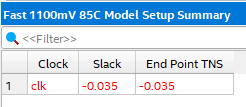 Fast 1100mV 85C Model Setup Summary
<<Filter>>
Clock Slack End Point TNS
1 clk -0.035 -0.035